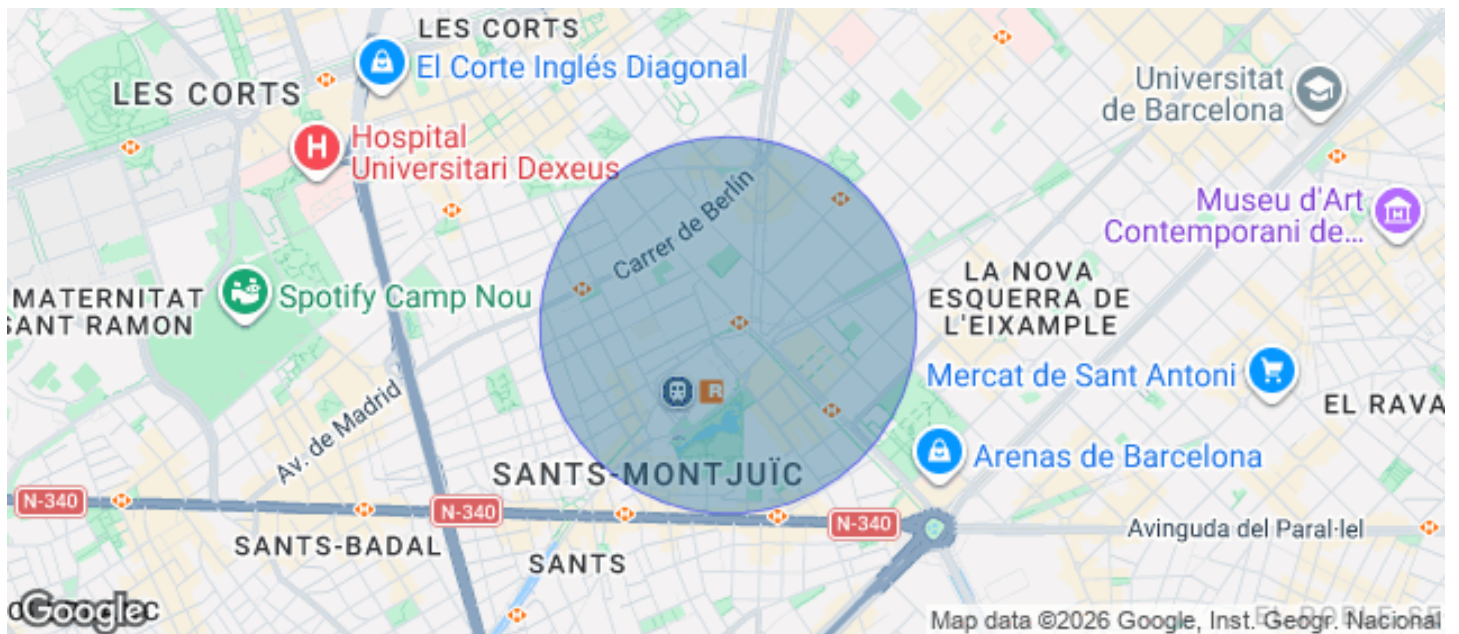 LES CORTS
El Corte Inglés Diagonal
LES CORTS
Universitat
de Barcelona
H
Hospital
Universitari Dexeus
Carrer de Berlín
Museu d'Art
Contemporani de...
LA NOVA
ESQUERRA DE
L'EIXAMPLE
MATERNITAT
SANT RAMON
Spotify Camp Nou
R
Mercat de Sant Antoni
EL RAVA
Av. de Madrid
Arenas de Barcelona
SANTS-MONTJUÏC
N-340
N-340
N-340
Avinguda del Paral·lel
SANTS-BADAL
SANTS
Google
Map data ©2026 Google, Inst. Geogr. Nacional